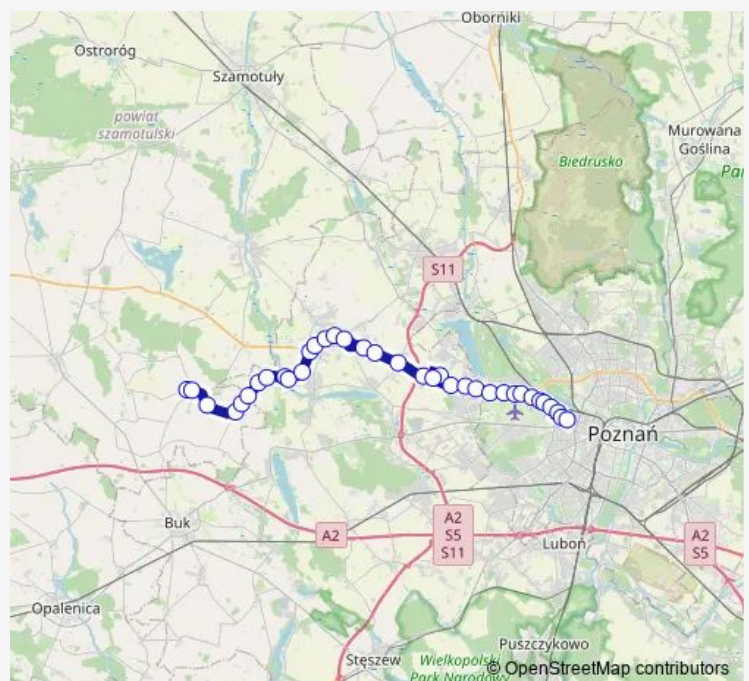 Oborniki
Ostroróg
Szamotuły
powiat
szamotulski
Murowana
Goślina
Biedrusko
Pa
S11
Poznań
Buk
A2
A2
S5
S11
A2
S5
Luboń
Opalenica
Puszczykowo
Stęszew
Wielkopolski
Park Narodowy
© OpenStreetMap contributors